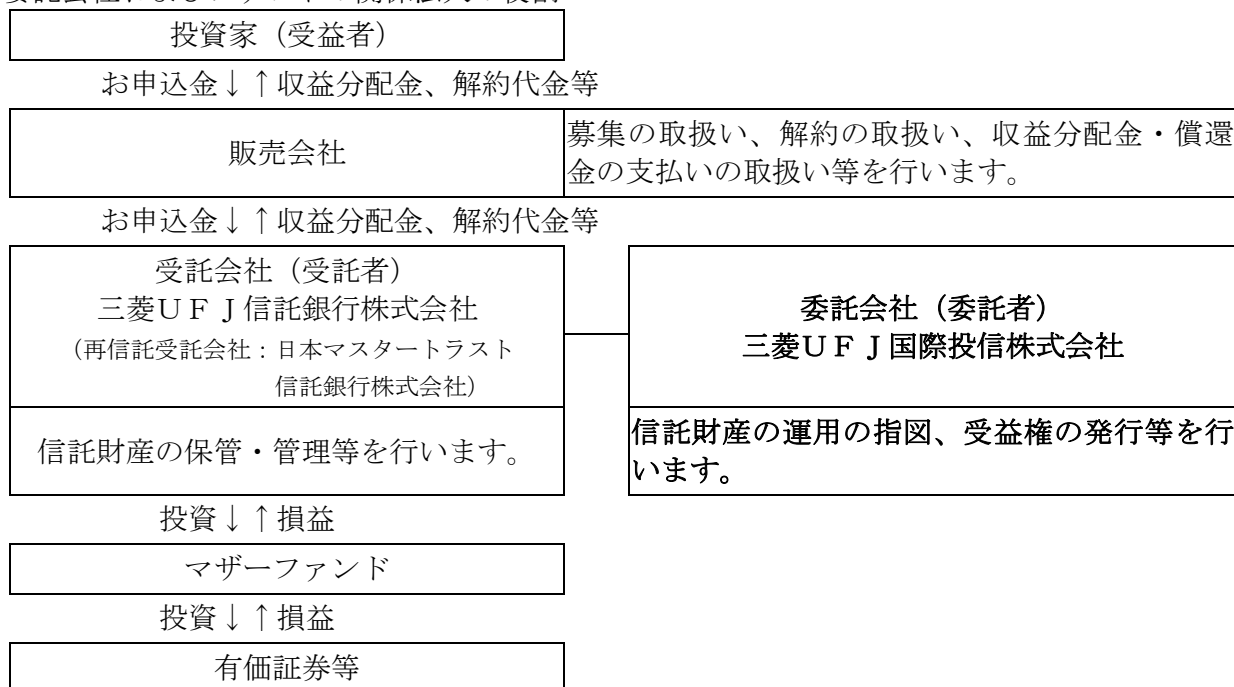 投資家（受益者）
お申込金↓↑収益分配金、解約代金等
販売会社
募集の取扱い、解約の取扱い、収益分配金・償還
金の支払いの取扱い等を行います。
お申込金↓↑収益分配金、解約代金等
受託会社（受託者）
三菱ＵＦＪ信託銀行株式会社
（再信託受託会社：日本マスタートラスト
信託銀行株式会社）
委託会社（委託者）
三菱ＵＦＪ国際投信株式会社
信託財産の保管・管理等を行います。
信託財産の運用の指図、受益権の発行等を行
います。
投資↓↑損益
マザーファンド
投資↓↑損益
有価証券等